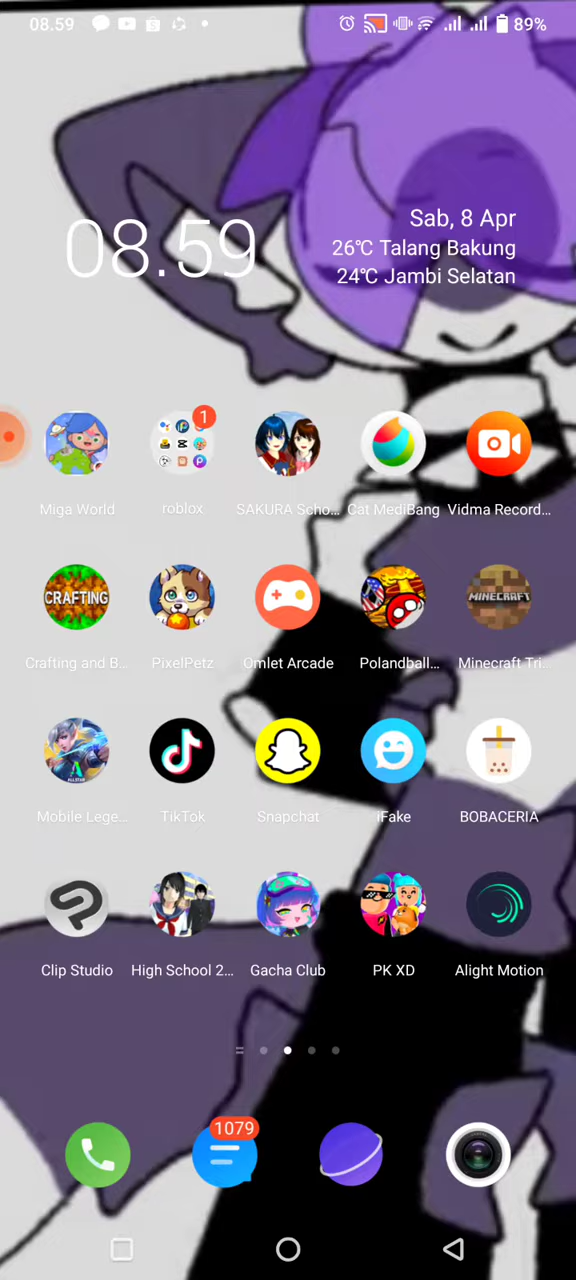 08.59
89%
08.59
Sab, 8 Apr
26℃ Talang Bakung
24℃ Jambi Selatan
1
Miga World
roblox
SAKURA Scho...
Cat MediBang
Vidma Record...
CRAFTING
MINECRAFT
Crafting and B...
PixelPetz
Omlet Arcade
Polandball...
Minecraft Tri...
ALLSTAR
Mobile Lege...
TikTok
Snapchat
iFake
BOBACERIA
Clip Studio
High School 2...
Gacha Club
PK XD
Alight Motion
1079